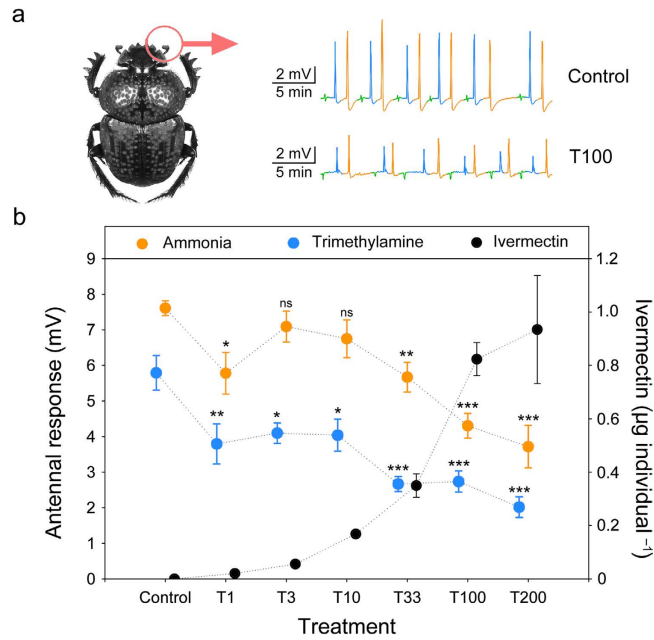 a
2 mV
5 min
Control
2 mV
5 min
T100
b
Ammonia Trimethylamine Ivermectin
9 1.2
8
7 1.0
6 0.8
5
4 0.6
3 0.4
2
1 0.2
0 0
Antennal response (mV)
Ivermectin (μg individual⁻¹)
ns ns
* **
** * * *** ***
*** *** ***
Control T1 T3 T10 T33 T100 T200
Treatment